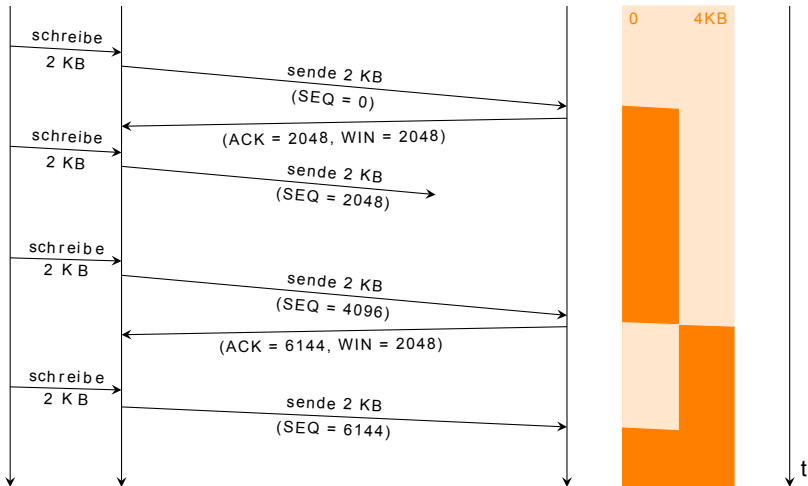 0 4KB
schreibe
2 KB
sende 2 KB
(SEQ = 0)
(ACK = 2048, WIN = 2048)
schreibe
2 KB
sende 2 KB
(SEQ = 2048)
schreibe
2 KB
sende 2 KB
(SEQ = 4096)
(ACK = 6144, WIN = 2048)
schreibe
2 KB
sende 2 KB
(SEQ = 6144)
t